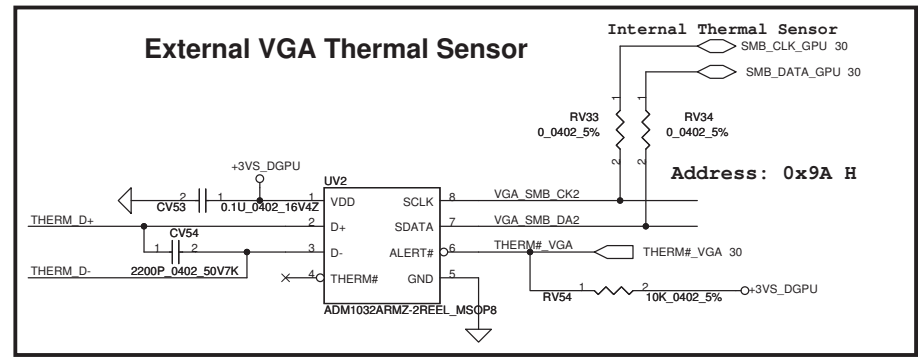 External VGA Thermal Sensor
Internal Thermal Sensor
SMB_CLK_GPU 30
SMB_DATA_GPU 30
1
1
RV33
0_0402_5%
RV34
0_0402_5%
2
2
Address: 0x9A H
+3VS_DGPU
UV2
2
1
CV53
0.1U_0402_16V4Z
1
VDD
SCLK
8
VGA_SMB_CK2
THERM_D+
2
D+
SDATA
7
VGA_SMB_DA2
CV54
1
2
3
D-
ALERT#
6
THERM#_VGA
THERM#_VGA 30
THERM_D-
2200P_0402_50V7K
4
THERM#
GND
5
RV54
1
2
10K_0402_5%
+3VS_DGPU
ADM1032ARMZ-2REEL_MSOP8